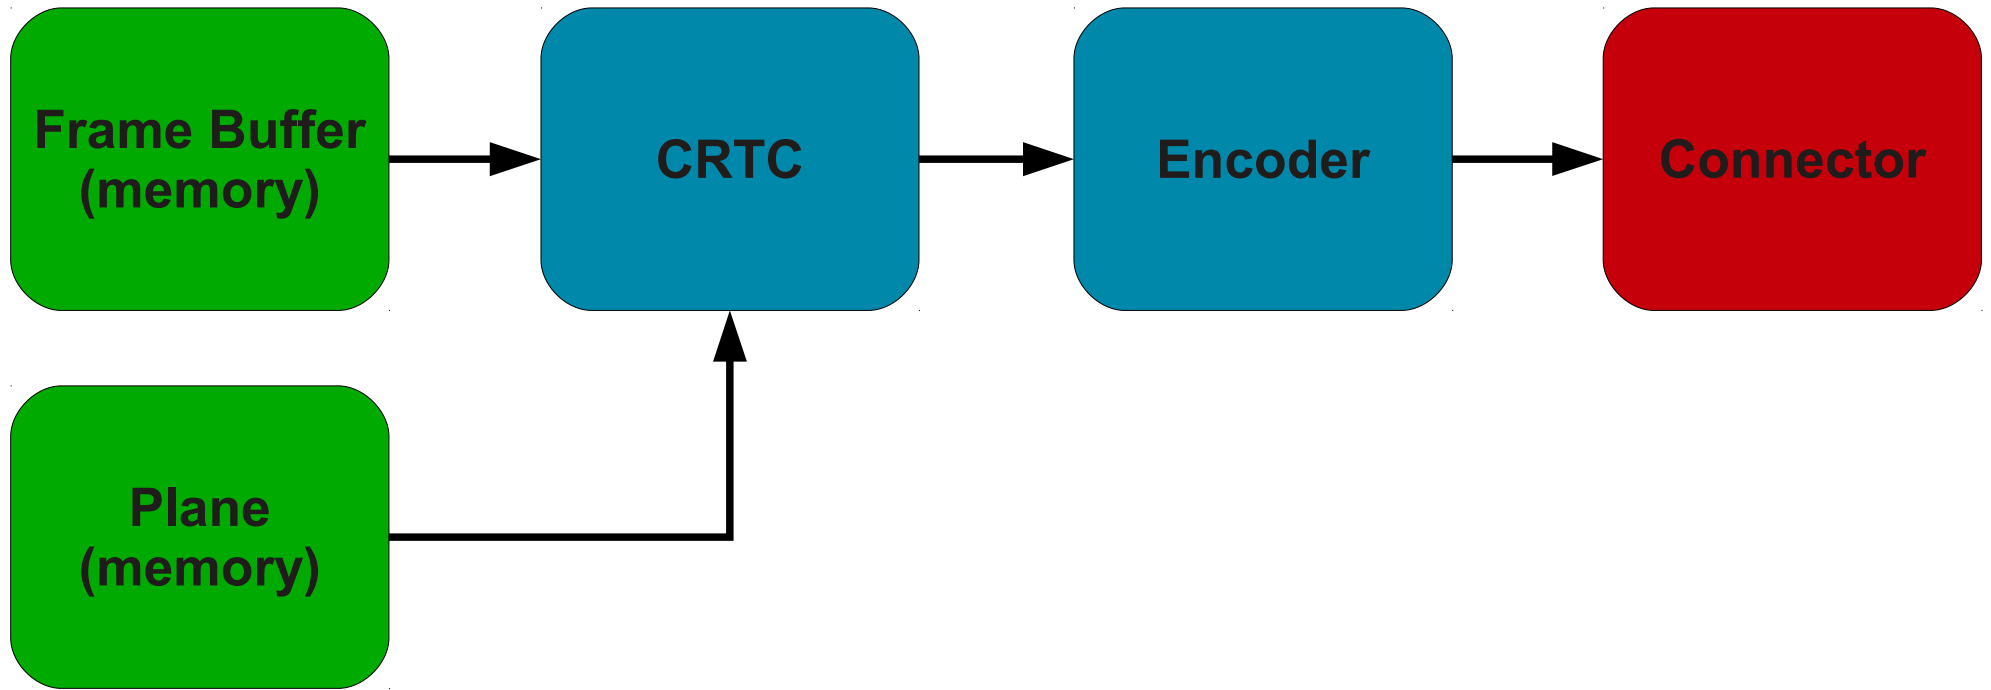 Frame Buffer
(memory)
CRTC
Encoder
Connector
Plane
(memory)